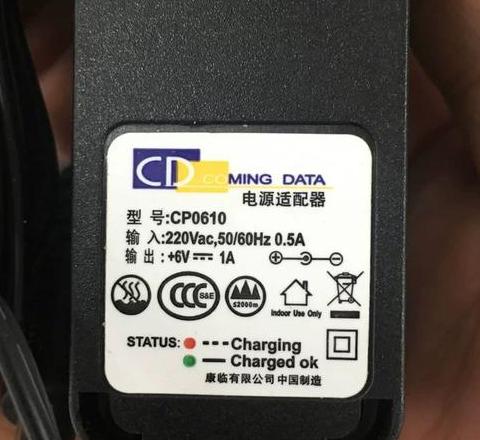 CD COMING DATA
电源适配器
型 号:CP0610
输 入:220Vac,50/60Hz 0.5A
输 出: +6V⎓ 1A
CCC S&E
≤2000m
Indoor Use Only
STATUS: ---Charging
— Charged ok
康临有限公司 中国制造